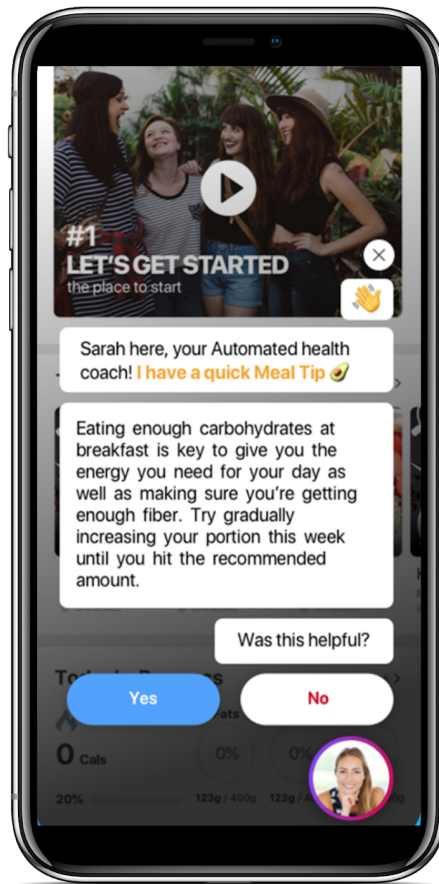 #1
LET'S GET STARTED
the place to start
Sarah here, your Automated health
coach! I have a quick Meal Tip 🥑
Eating enough carbohydrates at
breakfast is key to give you the
energy you need for your day as
well as making sure you're getting
enough fiber. Try gradually
increasing your portion this week
until you hit the recommended
amount.
Was this helpful?
Yes
No
Fats
0 Cals
0%
0%
20%
123g / 400g